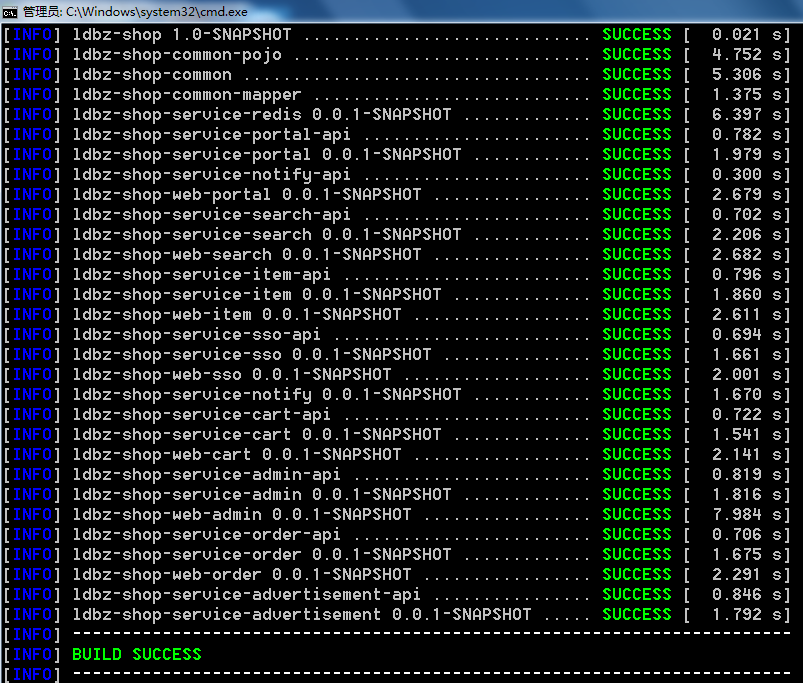 管理员: C:\Windows\system32\cmd.exe
[INFO] ldbz-shop 1.0-SNAPSHOT ............................. SUCCESS [  0.021 s]
[INFO] ldbz-shop-common-pojo .............................. SUCCESS [  4.752 s]
[INFO] ldbz-shop-common ................................... SUCCESS [  5.306 s]
[INFO] ldbz-shop-common-mapper ............................ SUCCESS [  1.375 s]
[INFO] ldbz-shop-service-redis 0.0.1-SNAPSHOT ............. SUCCESS [  6.397 s]
[INFO] ldbz-shop-service-portal-api ....................... SUCCESS [  0.782 s]
[INFO] ldbz-shop-service-portal 0.0.1-SNAPSHOT ............ SUCCESS [  1.979 s]
[INFO] ldbz-shop-service-notify-api ....................... SUCCESS [  0.300 s]
[INFO] ldbz-shop-web-portal 0.0.1-SNAPSHOT ................ SUCCESS [  2.679 s]
[INFO] ldbz-shop-service-search-api ....................... SUCCESS [  0.702 s]
[INFO] ldbz-shop-service-search 0.0.1-SNAPSHOT ............ SUCCESS [  2.206 s]
[INFO] ldbz-shop-web-search 0.0.1-SNAPSHOT ................ SUCCESS [  2.682 s]
[INFO] ldbz-shop-service-item-api ......................... SUCCESS [  0.796 s]
[INFO] ldbz-shop-service-item 0.0.1-SNAPSHOT .............. SUCCESS [  1.860 s]
[INFO] ldbz-shop-web-item 0.0.1-SNAPSHOT .................. SUCCESS [  2.611 s]
[INFO] ldbz-shop-service-sso-api .......................... SUCCESS [  0.694 s]
[INFO] ldbz-shop-service-sso 0.0.1-SNAPSHOT ............... SUCCESS [  1.661 s]
[INFO] ldbz-shop-web-sso 0.0.1-SNAPSHOT ................... SUCCESS [  2.001 s]
[INFO] ldbz-shop-service-notify 0.0.1-SNAPSHOT ............ SUCCESS [  1.670 s]
[INFO] ldbz-shop-service-cart-api ......................... SUCCESS [  0.722 s]
[INFO] ldbz-shop-service-cart 0.0.1-SNAPSHOT .............. SUCCESS [  1.541 s]
[INFO] ldbz-shop-web-cart 0.0.1-SNAPSHOT .................. SUCCESS [  2.141 s]
[INFO] ldbz-shop-service-admin-api ........................ SUCCESS [  0.819 s]
[INFO] ldbz-shop-service-admin 0.0.1-SNAPSHOT ............. SUCCESS [  1.816 s]
[INFO] ldbz-shop-web-admin 0.0.1-SNAPSHOT ................. SUCCESS [  7.984 s]
[INFO] ldbz-shop-service-order-api ........................ SUCCESS [  0.706 s]
[INFO] ldbz-shop-service-order 0.0.1-SNAPSHOT ............. SUCCESS [  1.675 s]
[INFO] ldbz-shop-web-order 0.0.1-SNAPSHOT ................. SUCCESS [  2.291 s]
[INFO] ldbz-shop-service-advertisement-api ................ SUCCESS [  0.846 s]
[INFO] ldbz-shop-service-advertisement 0.0.1-SNAPSHOT ..... SUCCESS [  1.792 s]
[INFO] ------------------------------------------------------------------------
[INFO] BUILD SUCCESS
[INFO] ------------------------------------------------------------------------